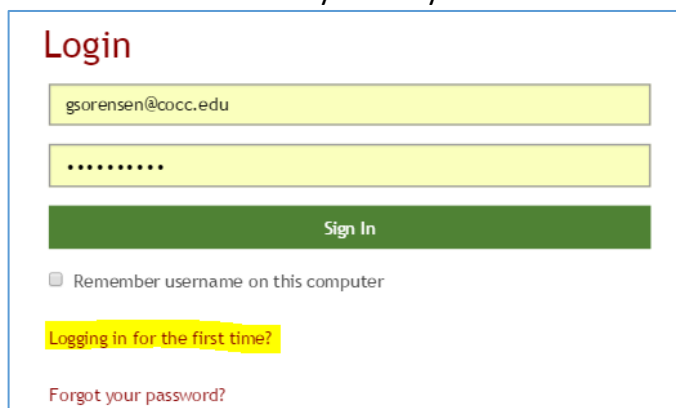 Login
gsorensen@cocc.edu
••••••••••
Sign In
Remember username on this computer
Logging in for the first time?
Forgot your password?